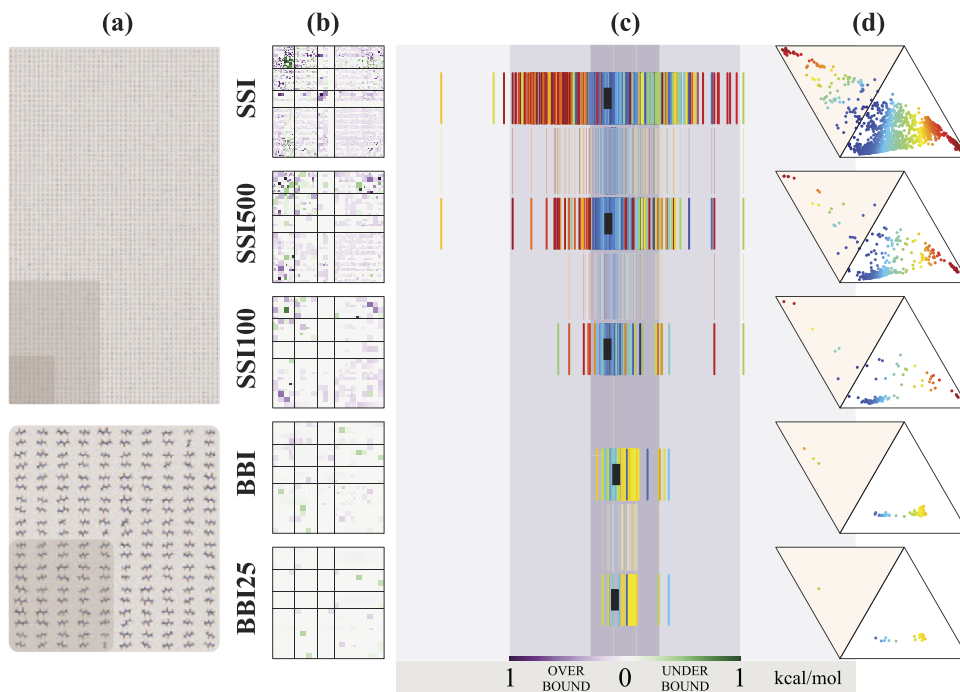 (a) (b) (c) (d)
SSI
SSI500
SSI100
BBI
BBI25
1 OVER BOUND 0 UNDER BOUND 1 kcal/mol